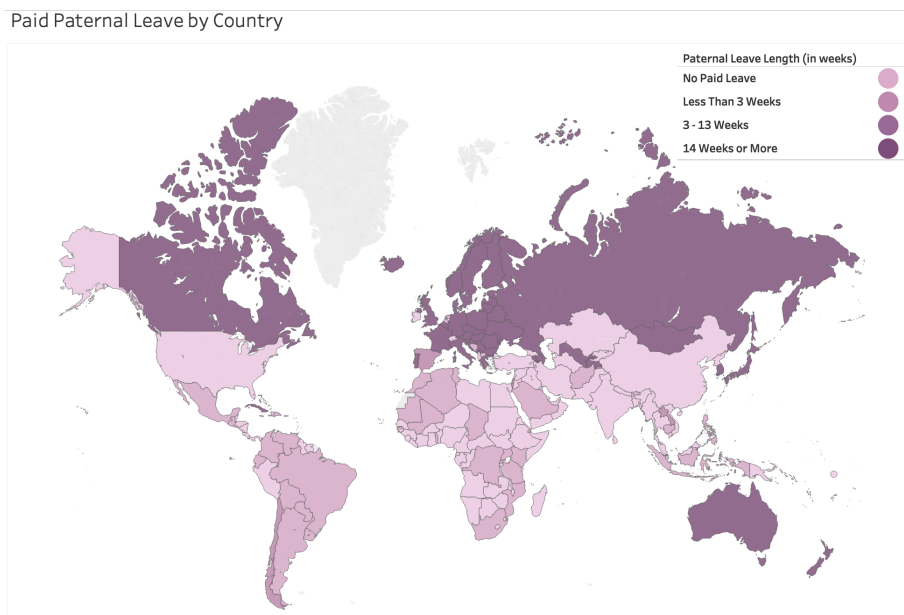 Paid Paternal Leave by Country
Paternal Leave Length (in weeks)
No Paid Leave
Less Than 3 Weeks
3 - 13 Weeks
14 Weeks or More